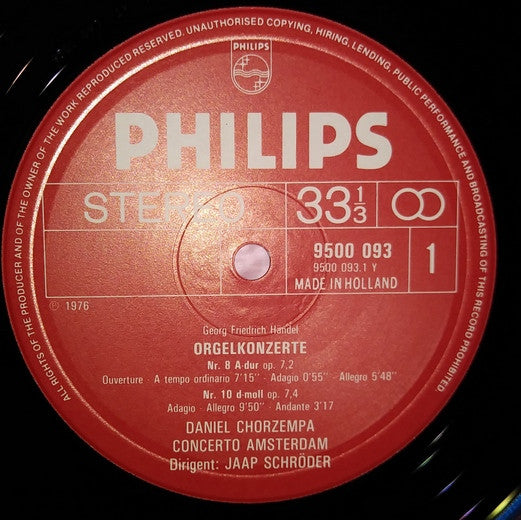 ALL RIGHTS OF THE PRODUCER AND OF THE OWNER OF THE WORK REPRODUCED RESERVED. UNAUTHORISED COPYING, HIRING, LENDING, PUBLIC PERFORMANCE AND BROADCASTING OF THIS RECORD PROHIBITED.
PHILIPS
PHILIPS
STEREO 33 1/3
9500 093
9500 093.1 Y
MADE IN HOLLAND
1
℗ 1976
Georg Friedrich Händel
ORGELKONZERTE
Nr. 8 A-dur op. 7,2
Ouverture · A tempo ordinario 7'15'' · Adagio 0'55'' · Allegro 5'48''
Nr. 10 d-moll op. 7,4
Adagio · Allegro 9'50'' · Andante 3'17
DANIEL CHORZEMPA
CONCERTO AMSTERDAM
Dirigent: JAAP SCHRÖDER